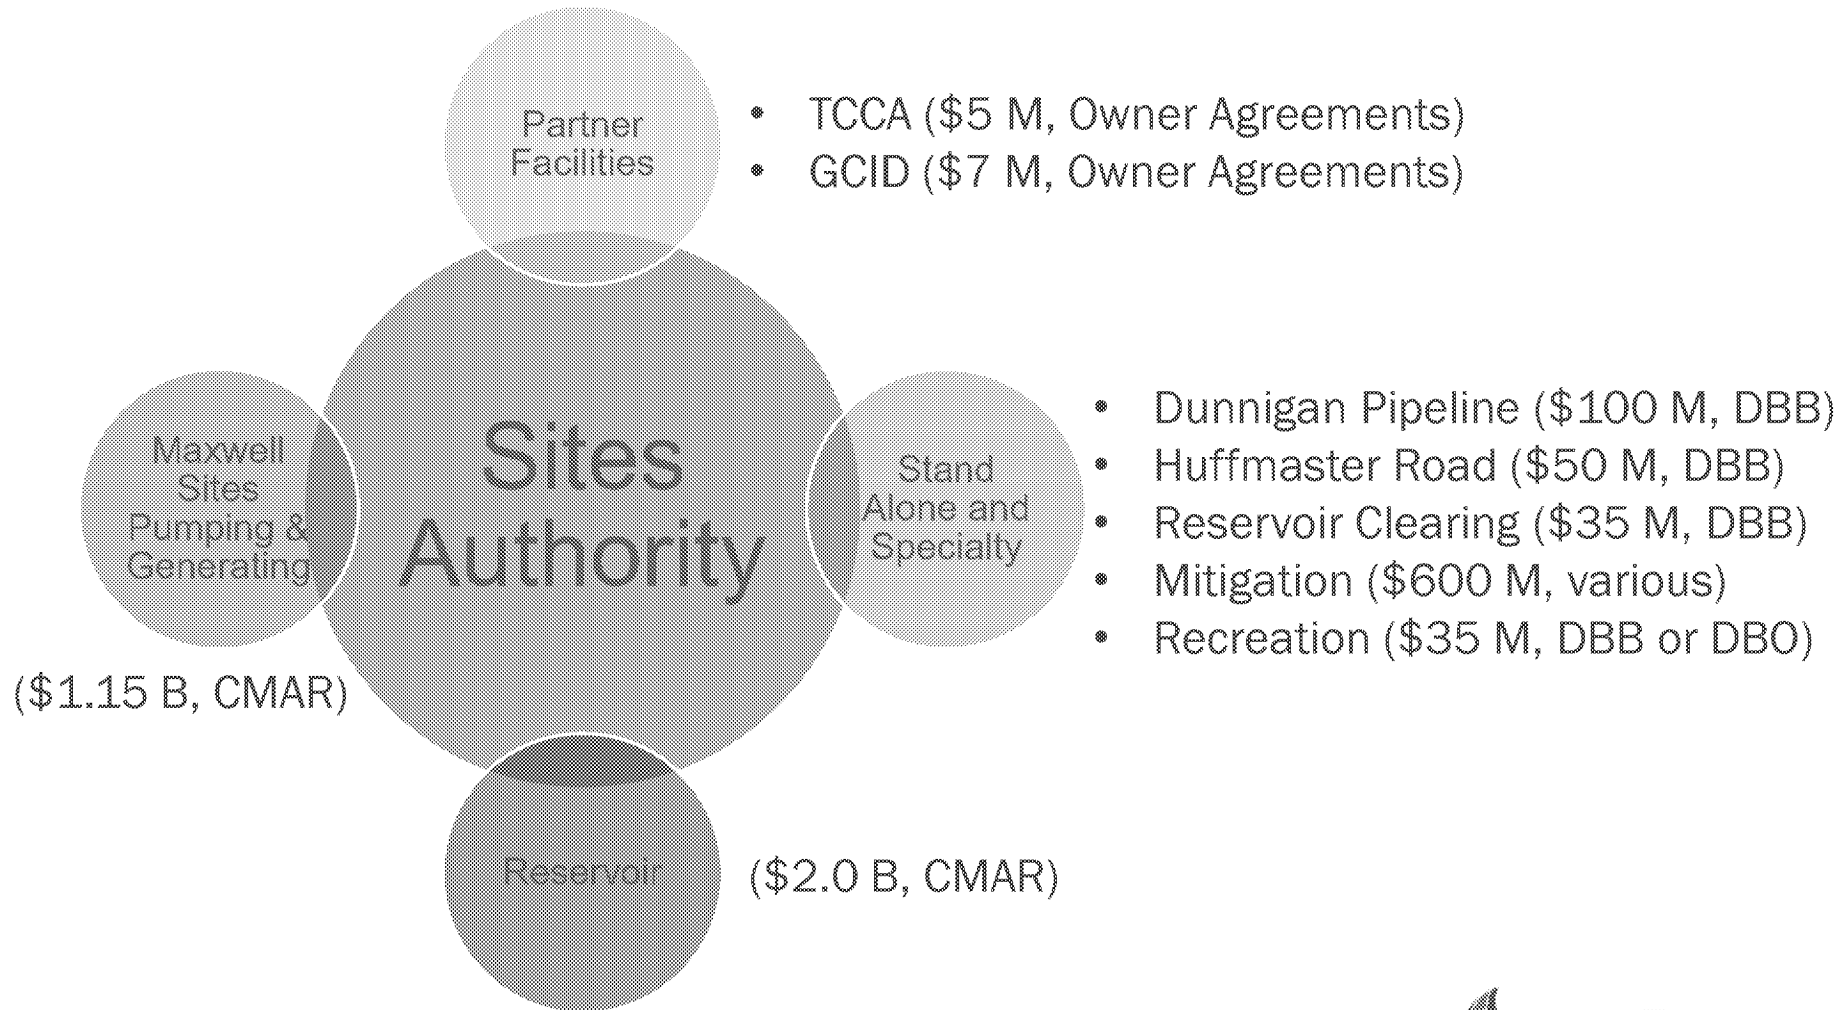 Partner
Facilities
• TCCA ($5 M, Owner Agreements)
• GCID ($7 M, Owner Agreements)
Maxwell
Sites
Pumping &
Generating
($1.15 B, CMAR)
Sites
Authority
Stand
Alone and
Specialty
• Dunnigan Pipeline ($100 M, DBB)
• Huffmaster Road ($50 M, DBB)
• Reservoir Clearing ($35 M, DBB)
• Mitigation ($600 M, various)
• Recreation ($35 M, DBB or DBO)
Reservoir
($2.0 B, CMAR)